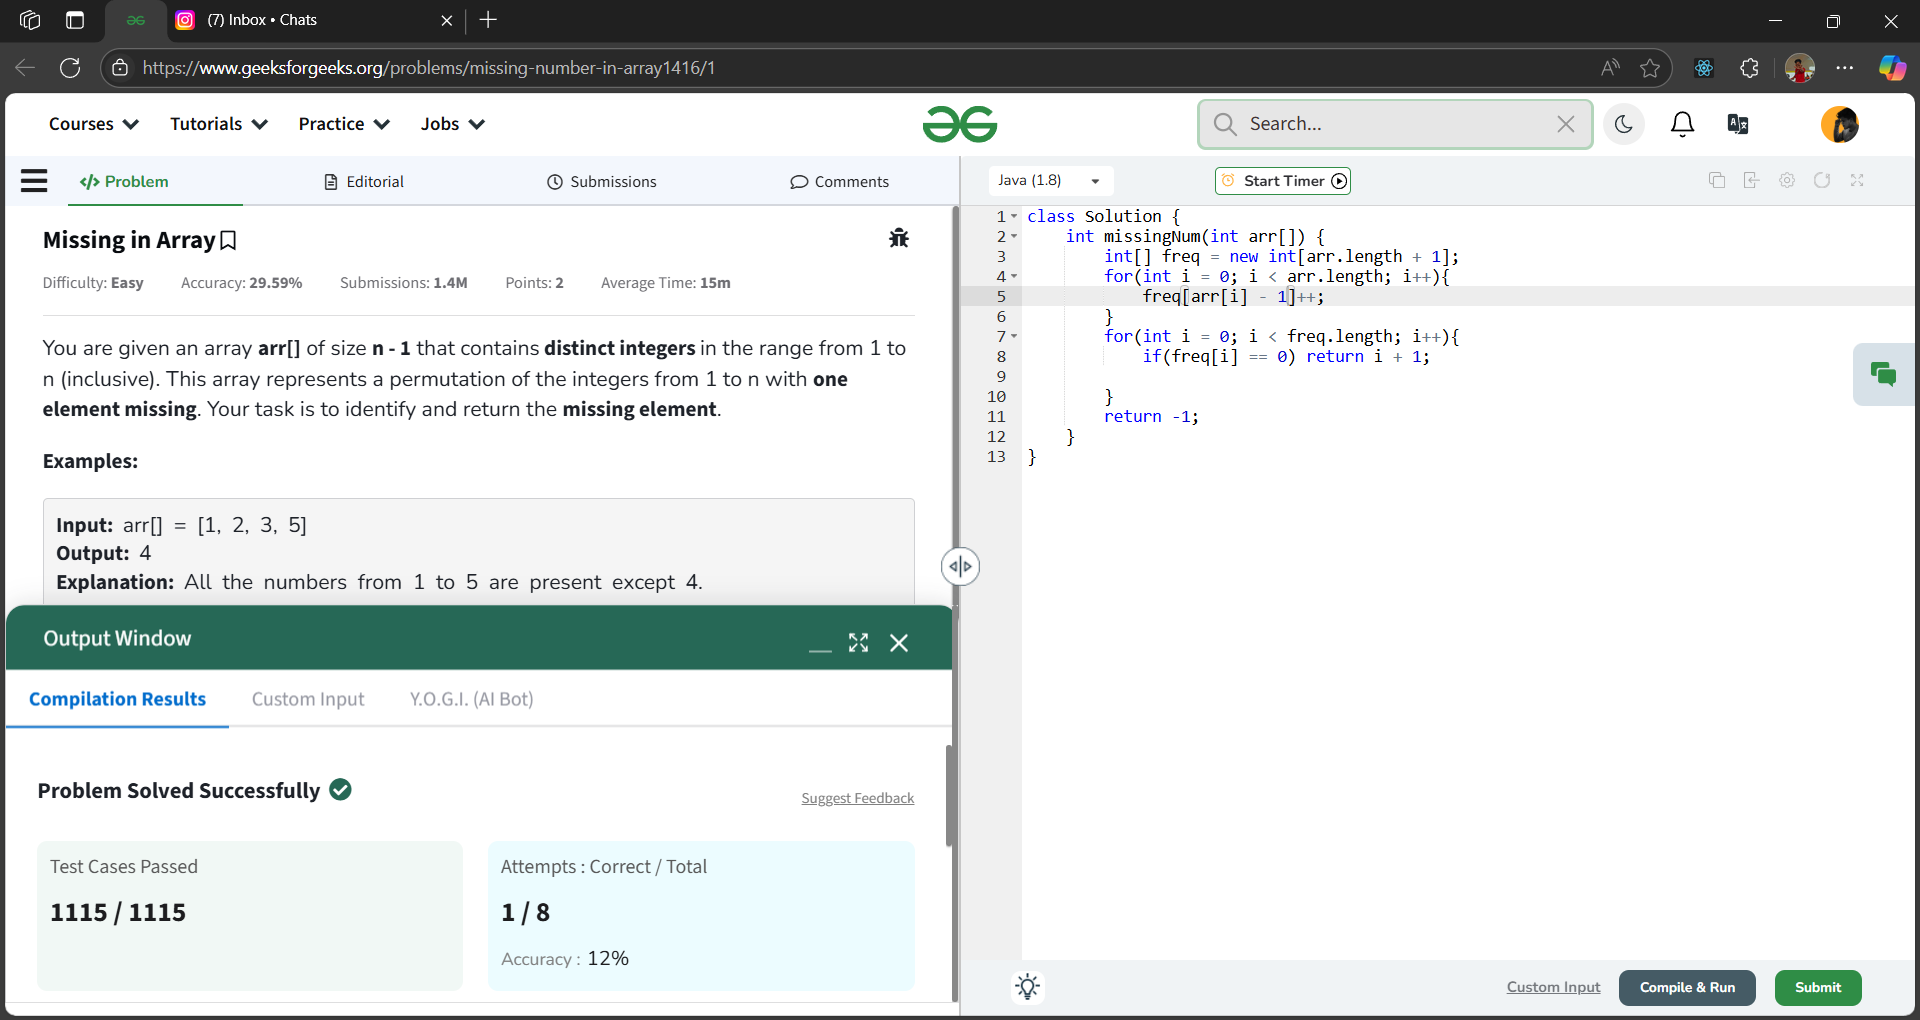 (7) Inbox • Chats
https://www.geeksforgeeks.org/problems/missing-number-in-array1416/1
Courses Tutorials Practice Jobs
Search...
Problem Editorial Submissions Comments
Missing in Array
Difficulty: Easy Accuracy: 29.59% Submissions: 1.4M Points: 2 Average Time: 15m
You are given an array arr[] of size n - 1 that contains distinct integers in the range from 1 to
n (inclusive). This array represents a permutation of the integers from 1 to n with one
element missing. Your task is to identify and return the missing element.
Examples:
Input: arr[] = [1, 2, 3, 5]
Output: 4
Explanation: All the numbers from 1 to 5 are present except 4.
Output Window
Compilation Results Custom Input Y.O.G.I. (AI Bot)
Problem Solved Successfully
Suggest Feedback
Test Cases Passed
1115 / 1115
Attempts : Correct / Total
1 / 8
Accuracy : 12%
Java (1.8)
Start Timer
1 class Solution {
2 int missingNum(int arr[]) {
3 int[] freq = new int[arr.length + 1];
4 for(int i = 0; i < arr.length; i++){
5 freq[arr[i] - 1]++;
6 }
7 for(int i = 0; i < freq.length; i++){
8 if(freq[i] == 0) return i + 1;
9
10 }
11 return -1;
12 }
13 }
Custom Input Compile & Run Submit